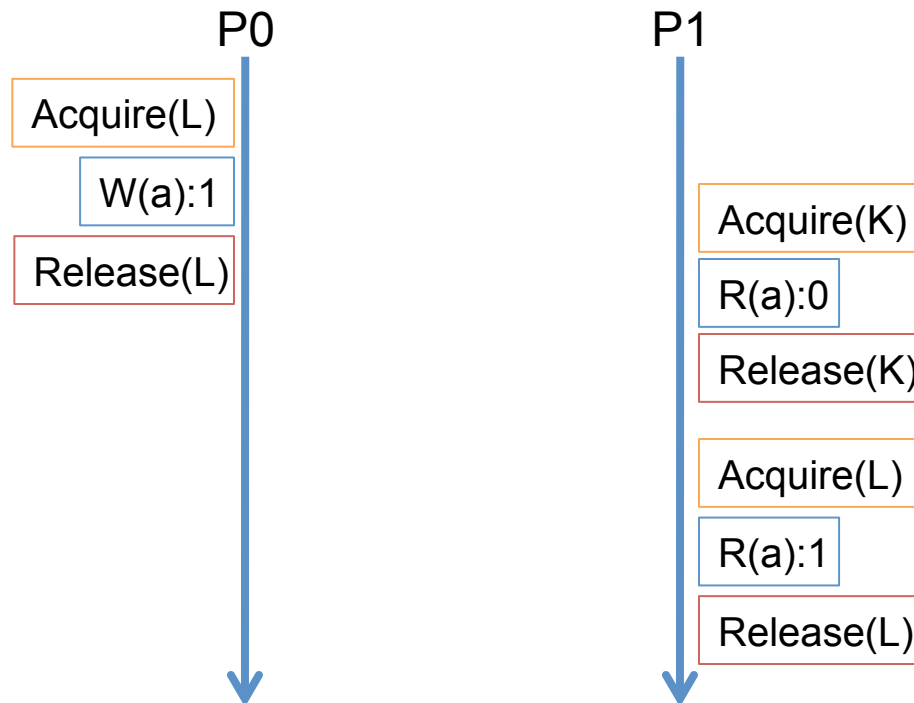 P0
P1
Acquire(L)
W(a):1
Release(L)
Acquire(K)
R(a):0
Release(K)
Acquire(L)
R(a):1
Release(L)